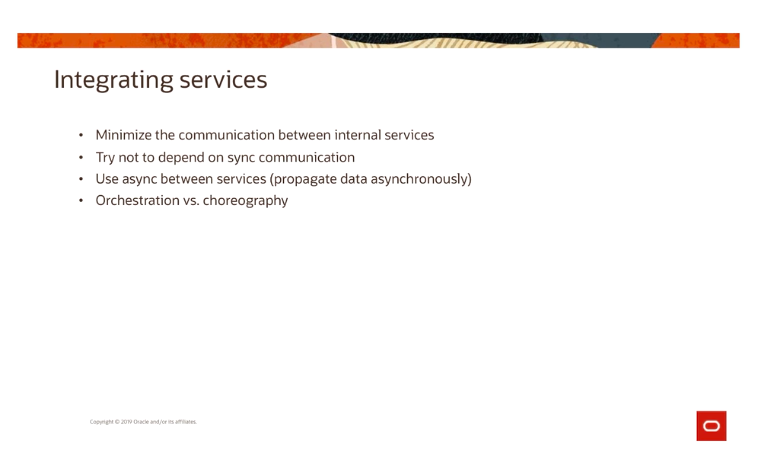 Integrating services
• Minimize the communication between internal services
• Try not to depend on sync communication
• Use async between services (propagate data asynchronously)
• Orchestration vs. choreography
Copyright © 2019 Oracle and/or its affiliates.